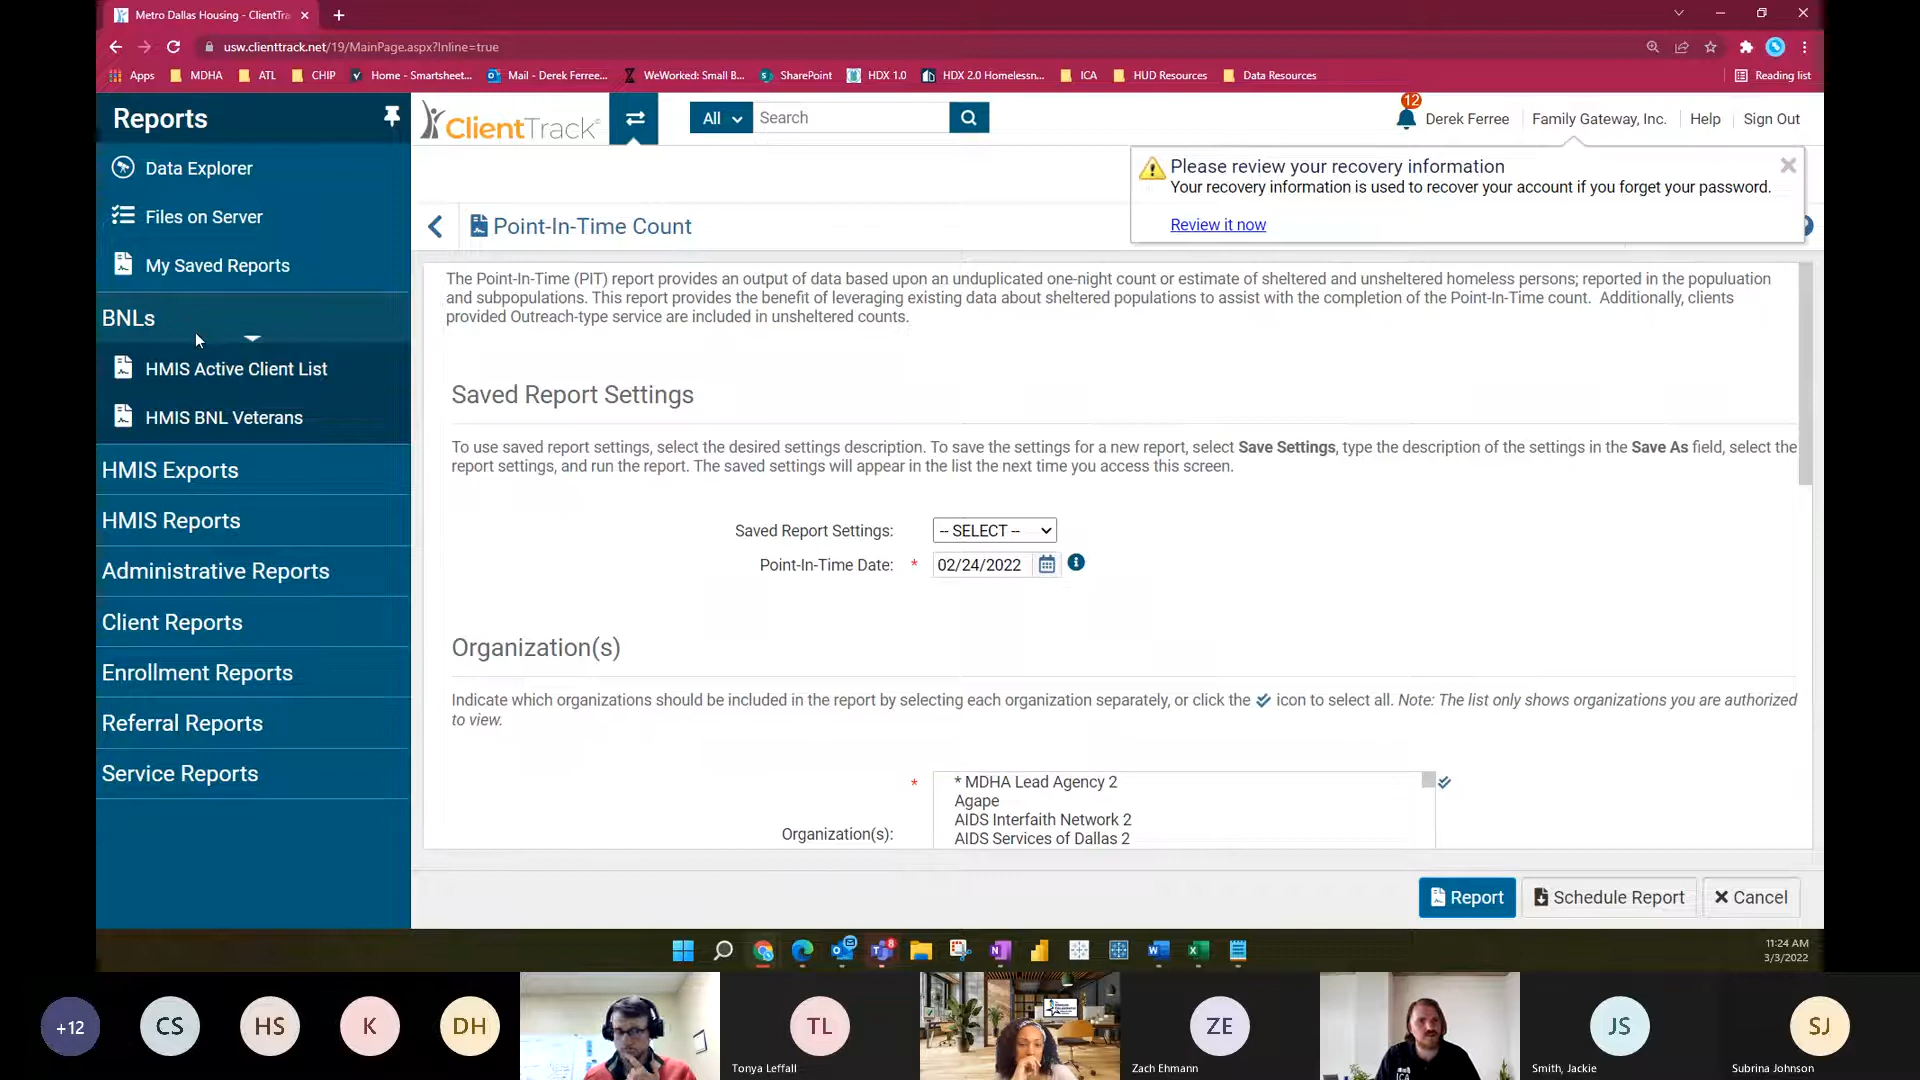 Metro Dallas Housing - ClientTra
usw.clienttrack.net/19/MainPage.aspx?Inline=true
Apps MDHA ATL CHIP Home - Smartsheet... Mail - Derek Ferree... WeWorked: Small B... SharePoint HDX 1.0 HDX 2.0 Homelessn... ICA HUD Resources Data Resources Reading list
Reports
Data Explorer
Files on Server
My Saved Reports
BNLs
HMIS Active Client List
HMIS BNL Veterans
HMIS Exports
HMIS Reports
Administrative Reports
Client Reports
Enrollment Reports
Referral Reports
Service Reports
ClientTrack
All Search
12
Derek Ferree Family Gateway, Inc. Help Sign Out
Please review your recovery information
Your recovery information is used to recover your account if you forget your password.
Review it now
Point-In-Time Count
The Point-In-Time (PIT) report provides an output of data based upon an unduplicated one-night count or estimate of sheltered and unsheltered homeless persons; reported in the populuation
and subpopulations. This report provides the benefit of leveraging existing data about sheltered populations to assist with the completion of the Point-In-Time count. Additionally, clients
provided Outreach-type service are included in unsheltered counts.
Saved Report Settings
To use saved report settings, select the desired settings description. To save the settings for a new report, select Save Settings, type the description of the settings in the Save As field, select the
report settings, and run the report. The saved settings will appear in the list the next time you access this screen.
Saved Report Settings: -- SELECT --
Point-In-Time Date: * 02/24/2022
Organization(s)
Indicate which organizations should be included in the report by selecting each organization separately, or click the icon to select all. Note: The list only shows organizations you are authorized
to view.
* * MDHA Lead Agency 2
Agape
AIDS Interfaith Network 2
Organization(s): AIDS Services of Dallas 2
Report Schedule Report Cancel
8
11:24 AM
3/3/2022
+12 CS HS K DH TL ZE JS SJ
ICA
Tonya Leffall Zach Ehmann Smith, Jackie Subrina Johnson